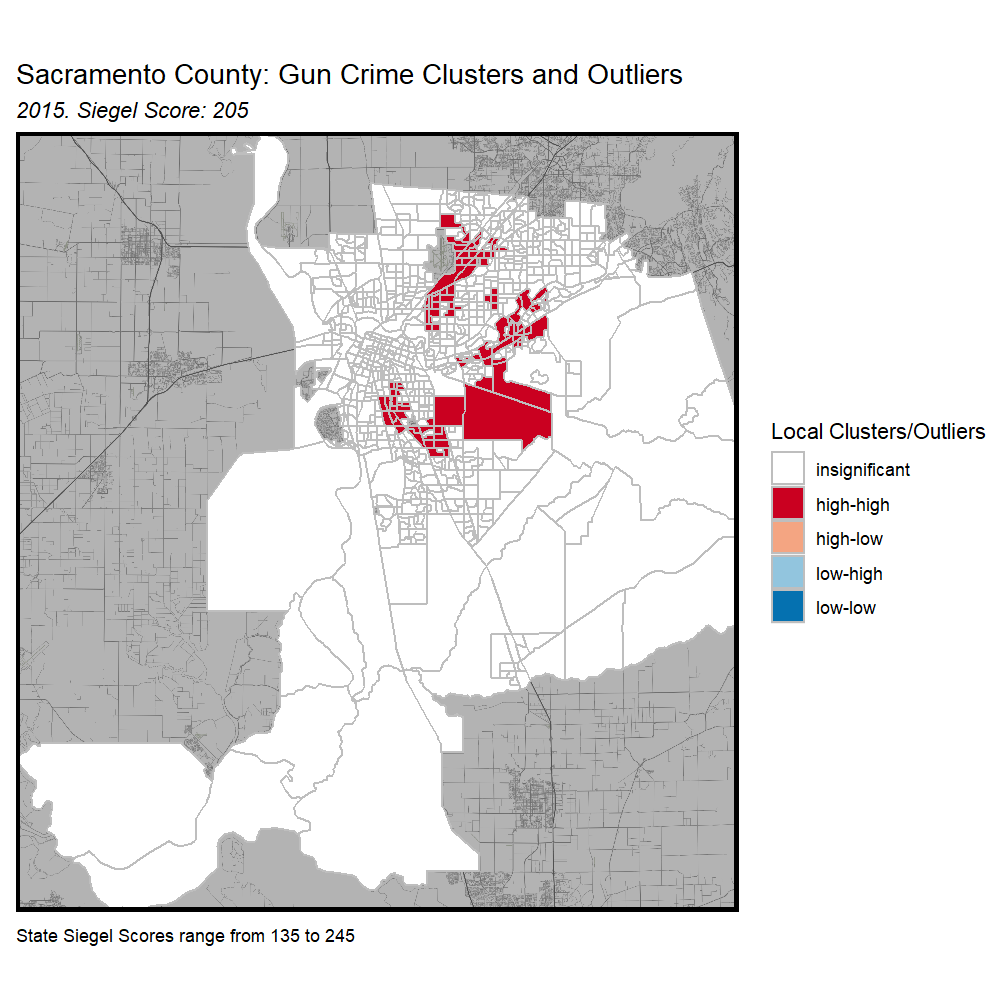 Sacramento County: Gun Crime Clusters and Outliers
2015. Siegel Score: 205
Local Clusters/Outliers
insignificant
high-high
high-low
low-high
low-low
State Siegel Scores range from 135 to 245